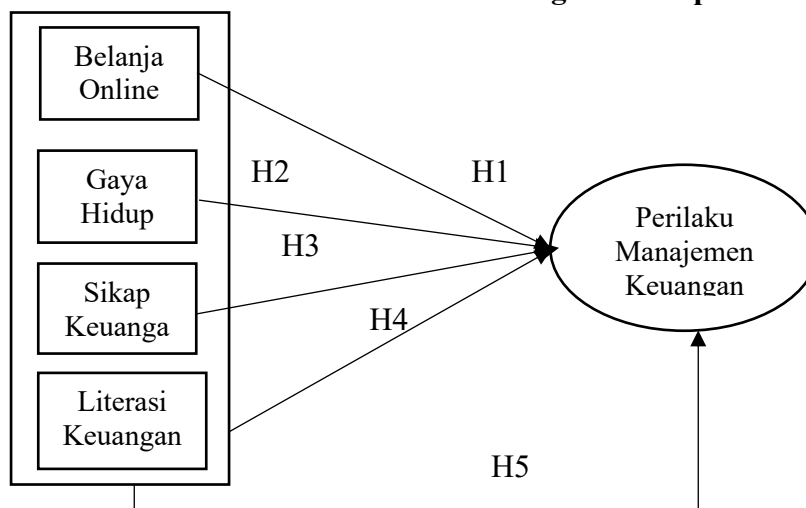 Belanja
Online
Gaya
Hidup
Sikap
Keuanga
Literasi
Keuangan
H2
H1
H3
H4
H5
Perilaku
Manajemen
Keuangan